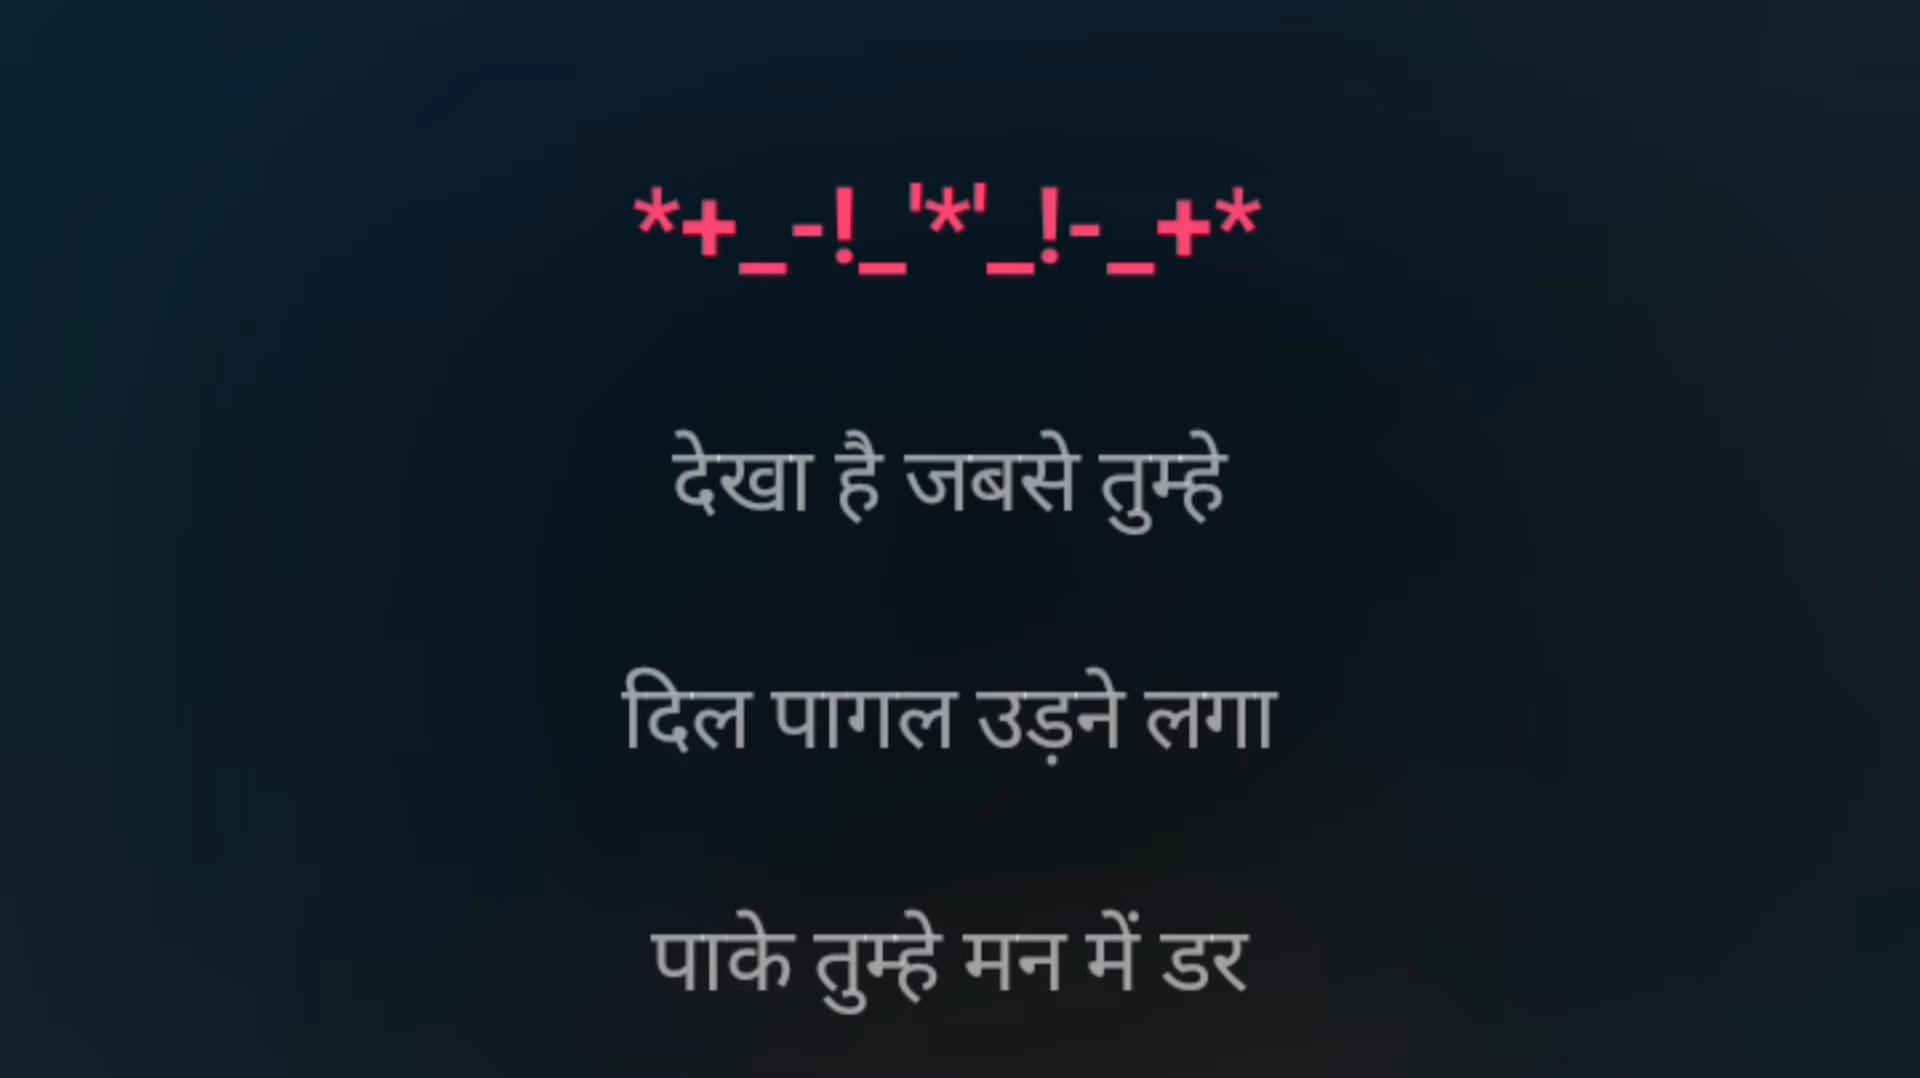 *+_-!_'*'_!-_+*
देखा है जबसे तुम्हे
दिल पागल उड़ने लगा
पाके तुम्हे मन में डर